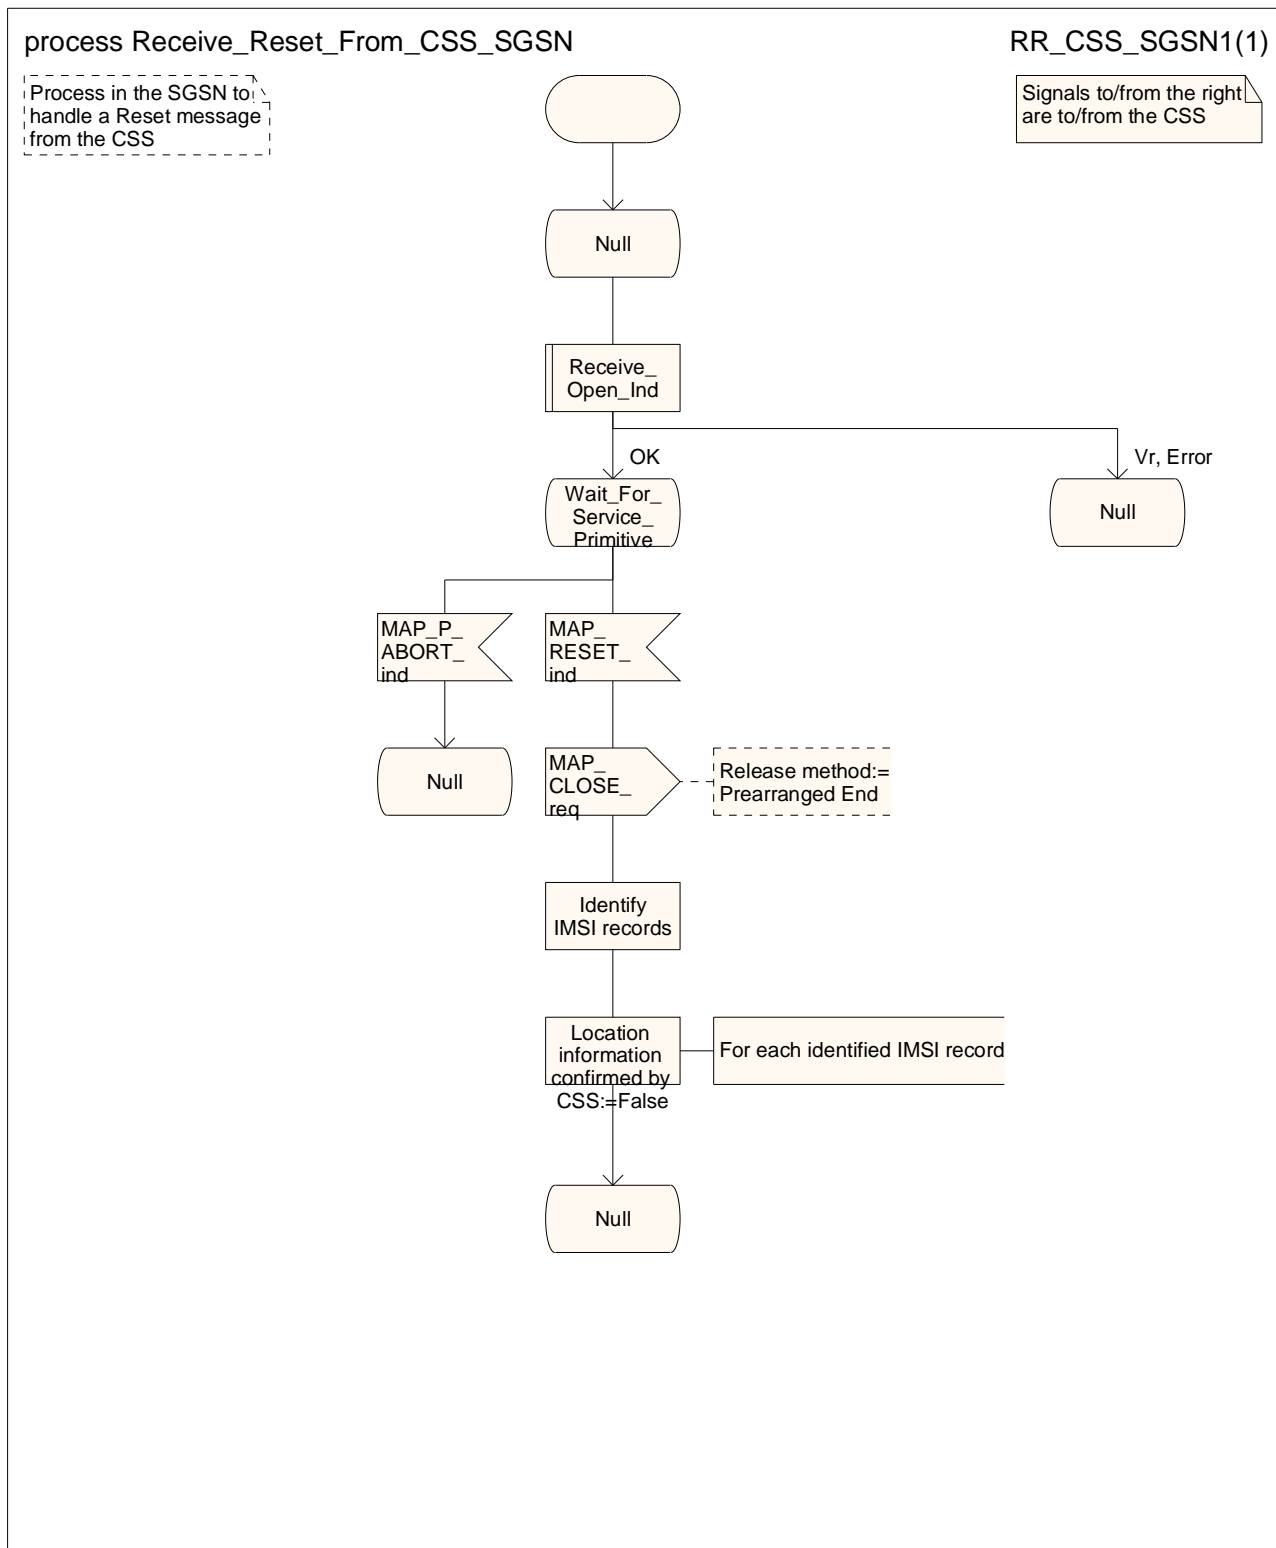 process Receive_Reset_From_CSS_SGSN
RR_CSS_SGSN1(1)
Process in the SGSN to
handle a Reset message
from the CSS
Signals to/from the right
are to/from the CSS
Null
Receive_
Open_Ind
OK
Vr, Error
Wait_For_
Service_
Primitive
Null
MAP_P_
ABORT_
ind
MAP_
RESET_
ind
Null
MAP_
CLOSE_
req
Release method:=
Prearranged End
Identify
IMSI records
Location
information
confirmed by
CSS:=False
For each identified IMSI record
Null